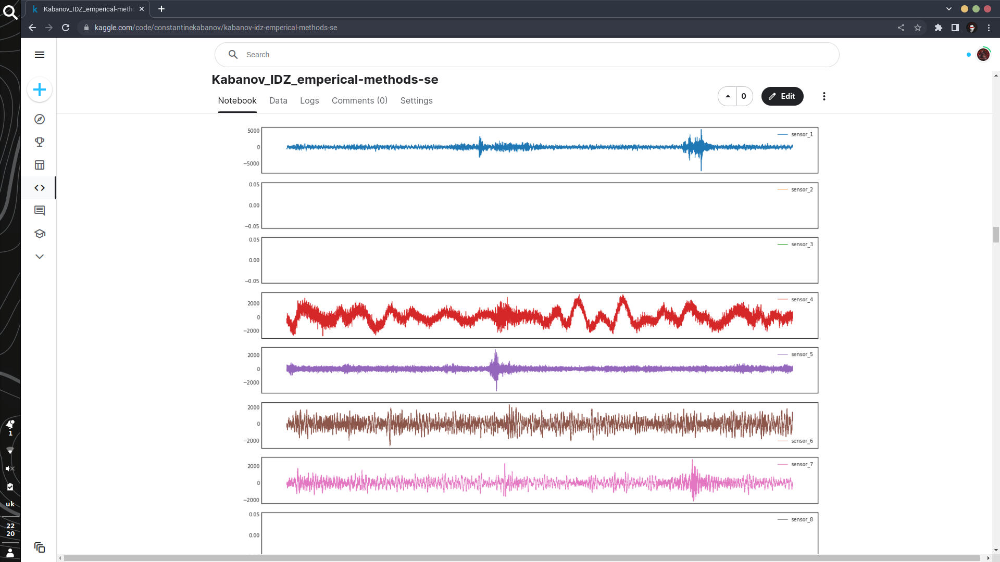 Kabanov_IDZ_emperical-meth
kaggle.com/code/constantinekabanov/kabanov-idz-emperical-methods-se
Search
Kabanov_IDZ_emperical-methods-se
Notebook Data Logs Comments (0) Settings
0 Edit
5000
0
−5000
sensor_1
0.05
0.00
−0.05
sensor_2
0.05
0.00
−0.05
sensor_3
2000
0
−2000
sensor_4
2000
0
−2000
sensor_5
2000
0
−2000
sensor_6
2000
0
−2000
sensor_7
0.05
0.00
sensor_8
1
uk
22
20